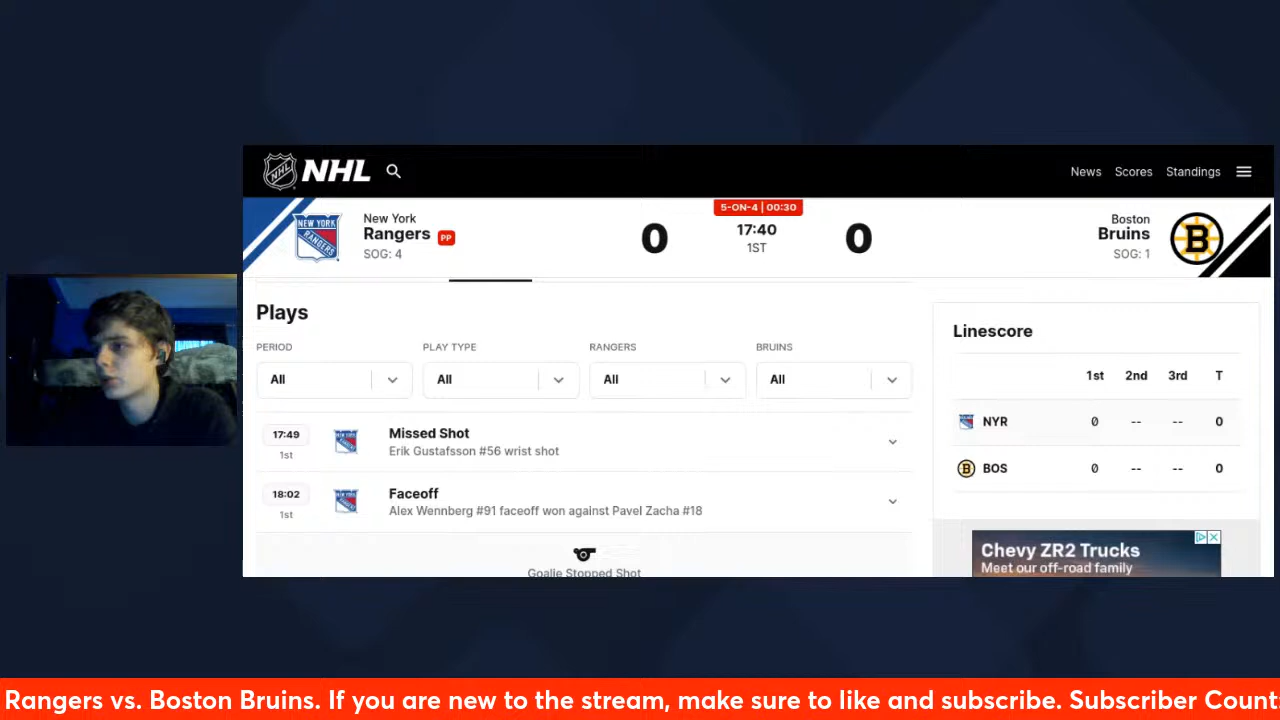 NHL
NHL
News Scores Standings
5-ON-4 | 00:30
NEW YORK
RANGERS
New York
Rangers PP
SOG: 4
0
17:40
1ST
0
Boston
Bruins
SOG: 1
B
Plays
PERIOD PLAY TYPE RANGERS BRUINS
All All All All
17:49
1st
Missed Shot
Erik Gustafsson #56 wrist shot
18:02
1st
Faceoff
Alex Wennberg #91 faceoff won against Pavel Zacha #18
Goalie Stopped Shot
Linescore
1st 2nd 3rd T
NYR 0 -- -- 0
B BOS 0 -- -- 0
Chevy ZR2 Trucks
Meet our off-road family
Rangers vs. Boston Bruins. If you are new to the stream, make sure to like and subscribe. Subscriber Count